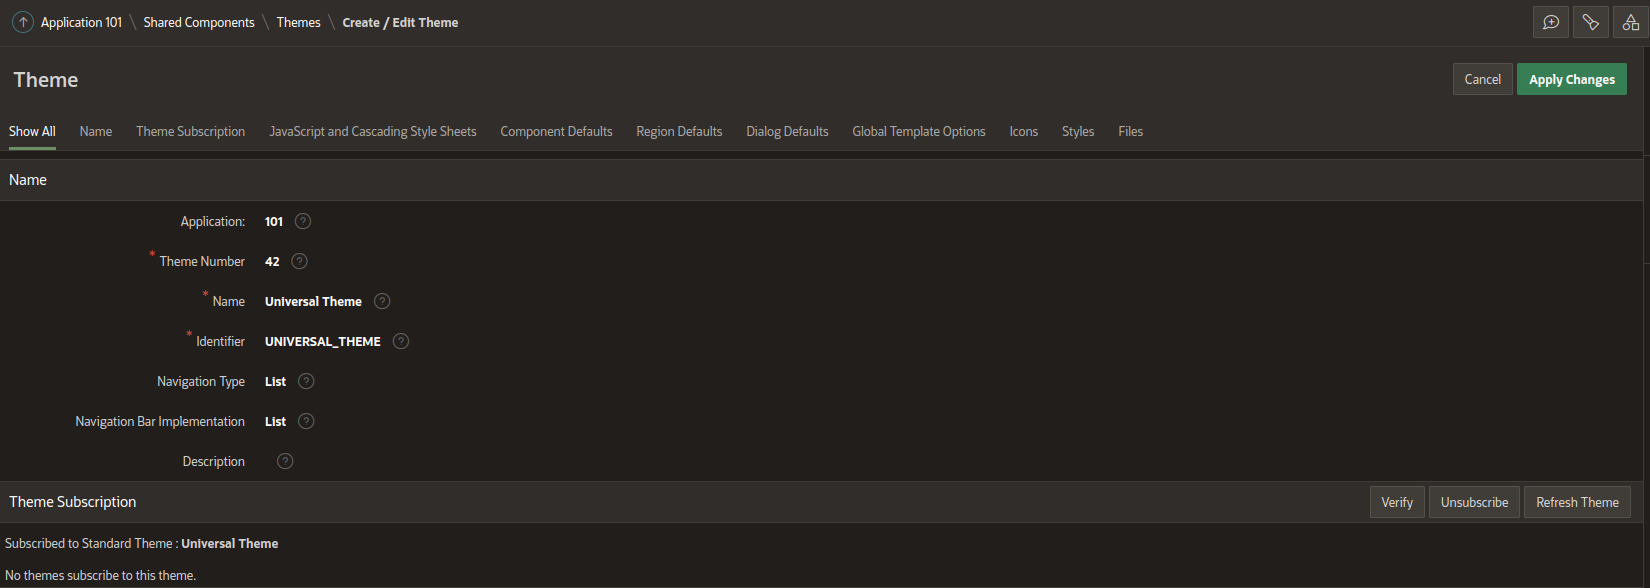 Application 101 \ Shared Components \ Themes \ Create / Edit Theme
Theme
Cancel
Apply Changes
Show All Name Theme Subscription JavaScript and Cascading Style Sheets Component Defaults Region Defaults Dialog Defaults Global Template Options Icons Styles Files
Name
Application: 101 ?
* Theme Number 42 ?
* Name Universal Theme ?
* Identifier UNIVERSAL_THEME ?
Navigation Type List ?
Navigation Bar Implementation List ?
Description ?
Theme Subscription
Verify Unsubscribe Refresh Theme
Subscribed to Standard Theme : Universal Theme
No themes subscribe to this theme.